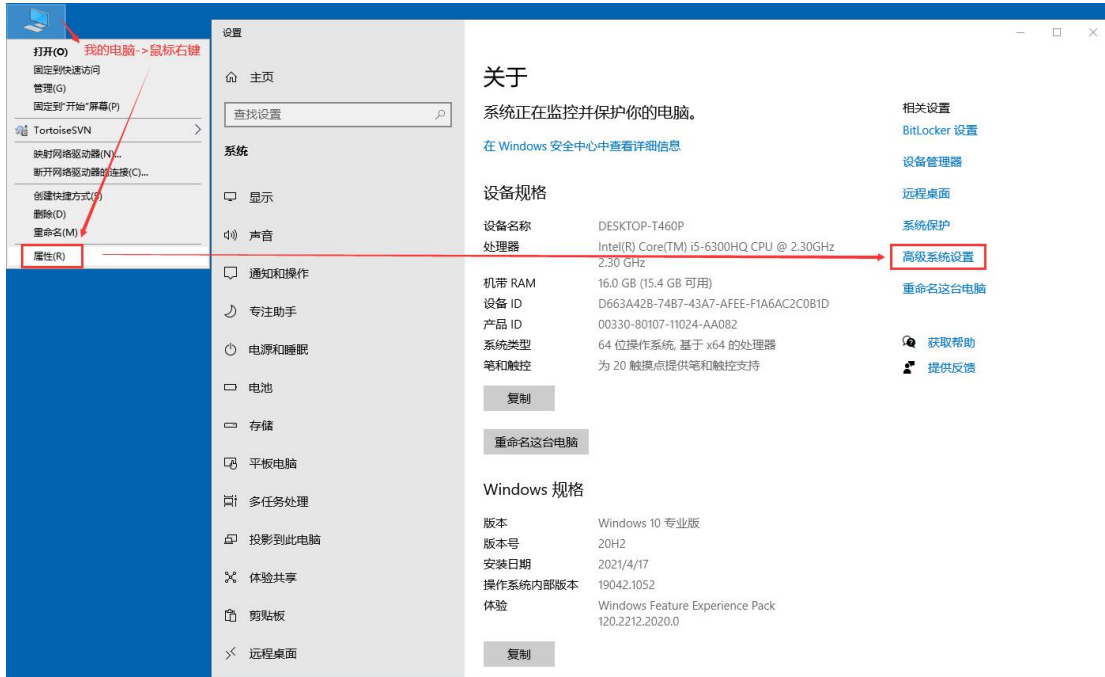 打开(O)
我的电脑->鼠标右键
固定到快速访问
管理(G)
固定到"开始"屏幕(P)
TortoiseSVN
映射网络驱动器(N)...
断开网络驱动器的连接(C)...
创建快捷方式(S)
删除(D)
重命名(M)
属性(R)
设置
主页
查找设置
系统
显示
声音
通知和操作
专注助手
电源和睡眠
电池
存储
平板电脑
多任务处理
投影到此电脑
体验共享
剪贴板
远程桌面
关于
系统正在监控并保护你的电脑。
在 Windows 安全中心中查看详细信息
设备规格
设备名称 DESKTOP-T460P
处理器 Intel(R) Core(TM) i5-6300HQ CPU @ 2.30GHz
2.30 GHz
机带 RAM 16.0 GB (15.4 GB 可用)
设备 ID D663A42B-74B7-43A7-AFEE-F1A6AC2C0B1D
产品 ID 00330-80107-11024-AA082
系统类型 64 位操作系统, 基于 x64 的处理器
笔和触控 为 20 触摸点提供笔和触控支持
复制
重命名这台电脑
Windows 规格
版本 Windows 10 专业版
版本号 20H2
安装日期 2021/4/17
操作系统内部版本 19042.1052
体验 Windows Feature Experience Pack
120.2212.2020.0
复制
相关设置
BitLocker 设置
设备管理器
远程桌面
系统保护
高级系统设置
重命名这台电脑
获取帮助
提供反馈